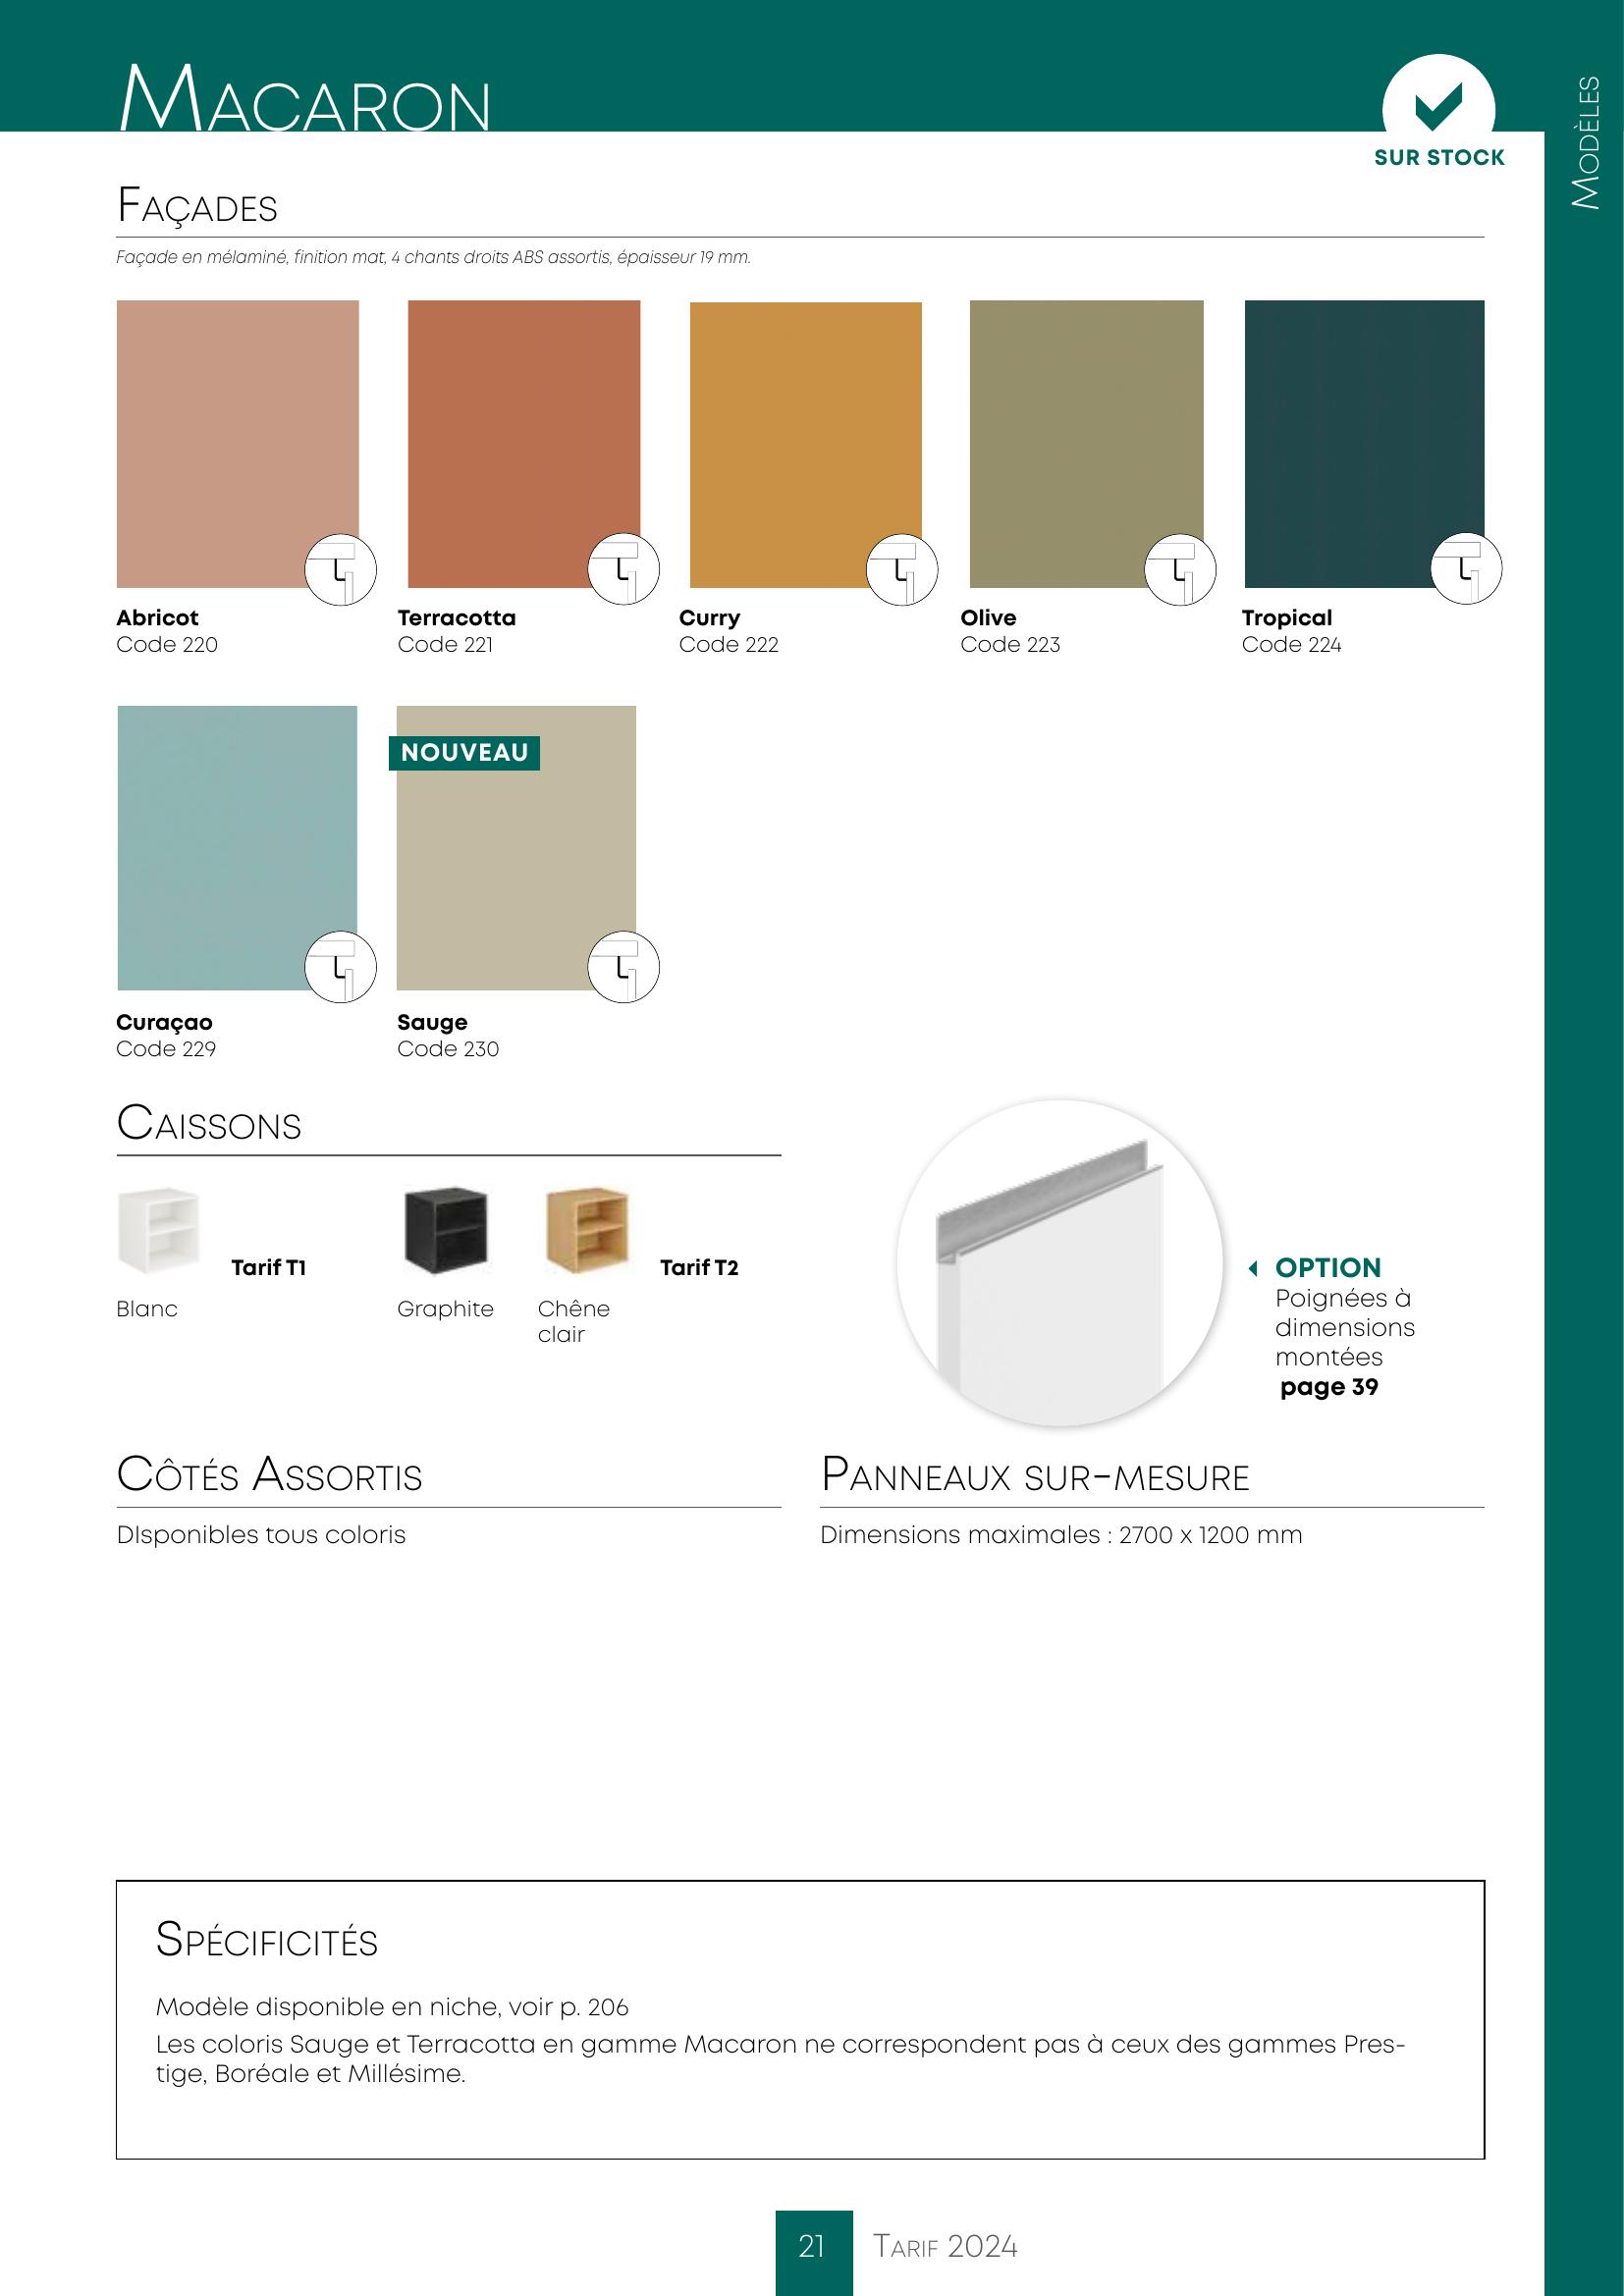 MACARON
MODÈLES
SUR STOCK
FAÇADES
Façade en mélaminé, finition mat, 4 chants droits ABS assortis, épaisseur 19 mm.
Abricot
Code 220
Terracotta
Code 221
Curry
Code 222
Olive
Code 223
Tropical
Code 224
NOUVEAU
Curaçao
Code 229
Sauge
Code 230
CAISSONS
Tarif T1
Tarif T2
Blanc
Graphite
Chêne
clair
OPTION
Poignées à
dimensions
montées
page 39
CÔTÉS ASSORTIS
DIsponibles tous coloris
PANNEAUX SUR-MESURE
Dimensions maximales : 2700 x 1200 mm
SPÉCIFICITÉS
Modèle disponible en niche, voir p. 206
Les coloris Sauge et Terracotta en gamme Macaron ne correspondent pas à ceux des gammes Pres-
tige, Boréale et Millésime.
21 TARIF 2024